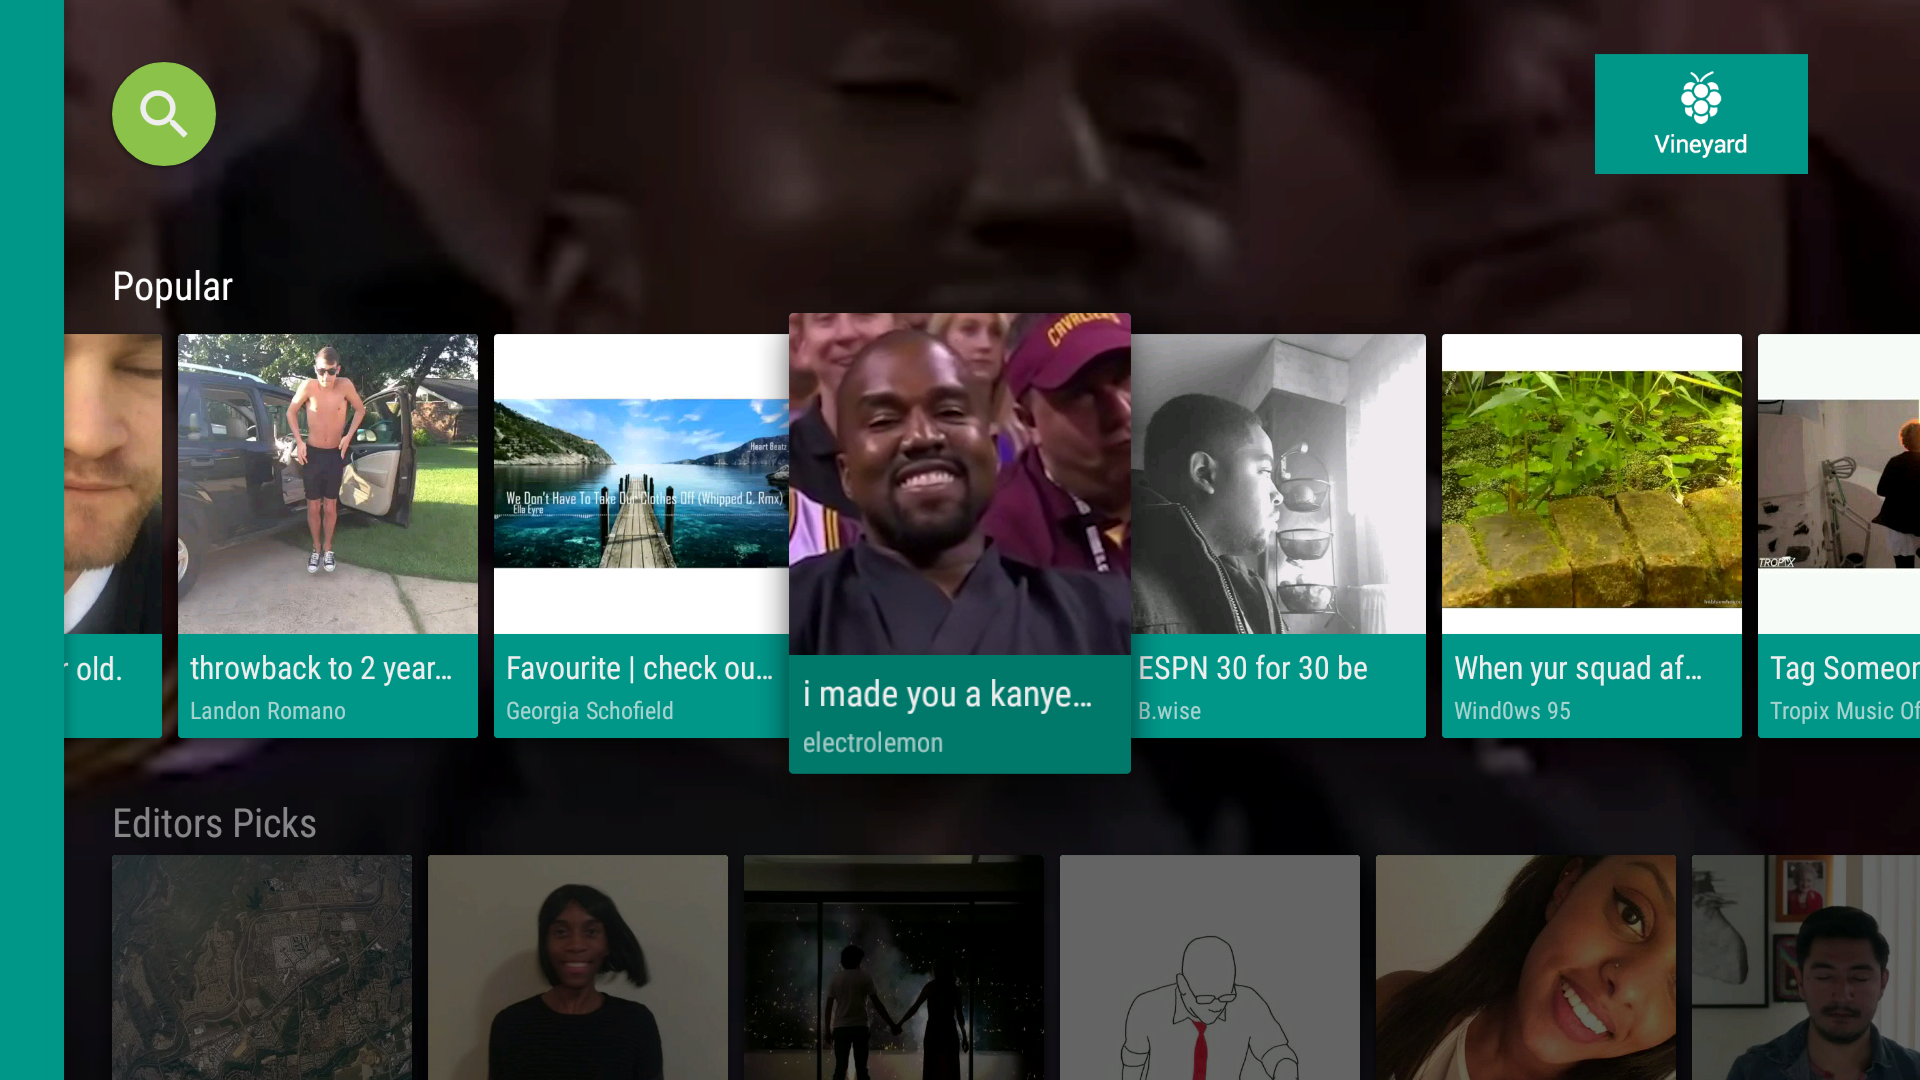 Vineyard
Popular
CAVALIE
Heart Beatz
We Don't Have To Take Our Clothes Off (Whipped C. Rmx)
Ella Eyre
TROPIX
r old.
throwback to 2 year…
Landon Romano
Favourite | check ou…
Georgia Schofield
i made you a kanye…
electrolemon
ESPN 30 for 30 be
B.wise
When yur squad af…
Wind0ws 95
Tag Someor
Tropix Music Of
Editors Picks